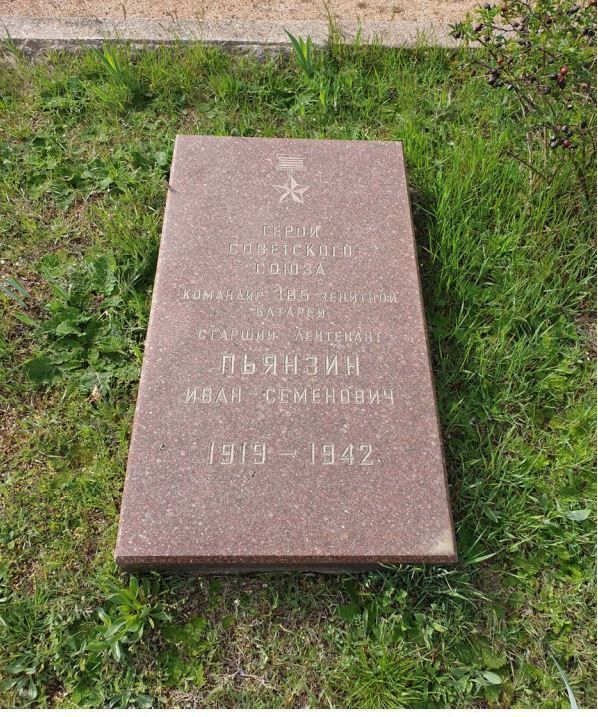 ГЕРОЙ
СОВЕТСКОГО
СОЮЗА
КОМАНДИР 365 ЗЕНИТНОЙ
БАТАРЕИ
СТАРШИЙ ЛЕЙТЕНАНТ
ПЬЯНЗИН
ИВАН СЕМЕНОВИЧ
1919 – 1942